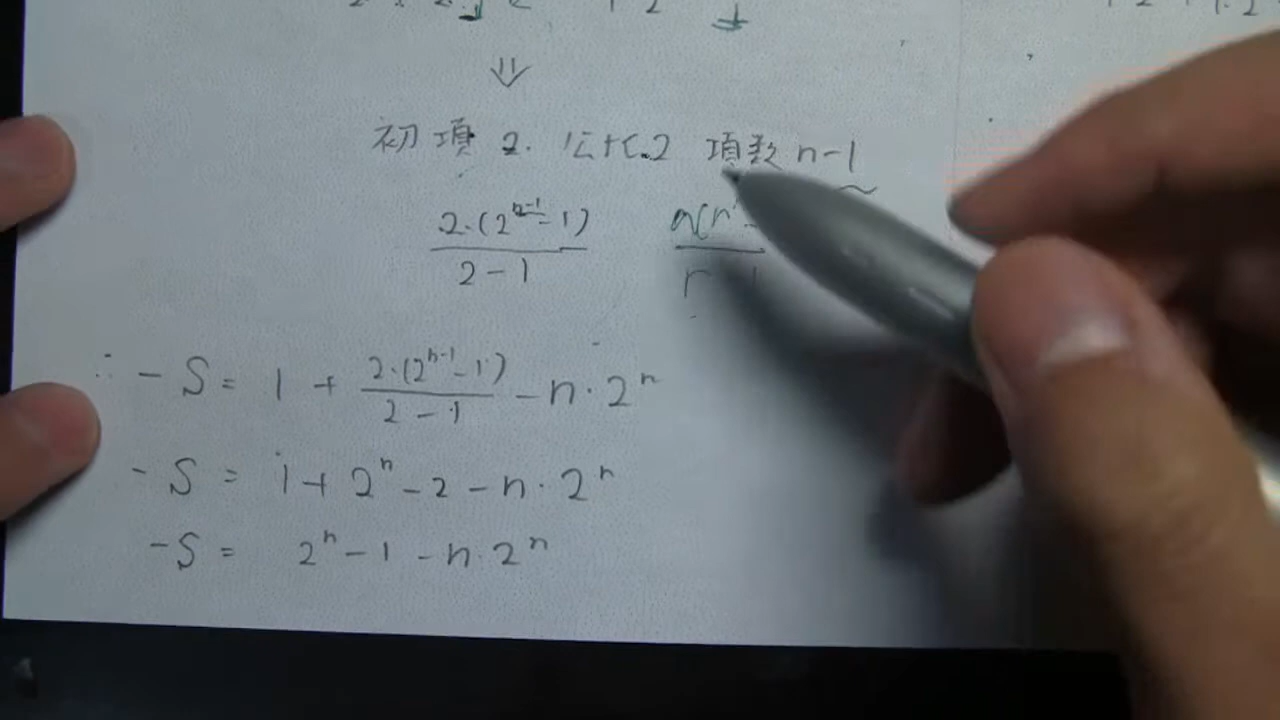 ⇓
初項 2. 公比.2 項数 n-1
2・(2^{n-1}-1) / 2-1 a(r
∴ -S = 1 + 2・(2^{n-1}-1) / 2-1 - n・2^n
-S = 1 + 2^n - 2 - n・2^n
-S = 2^n - 1 - n・2^n